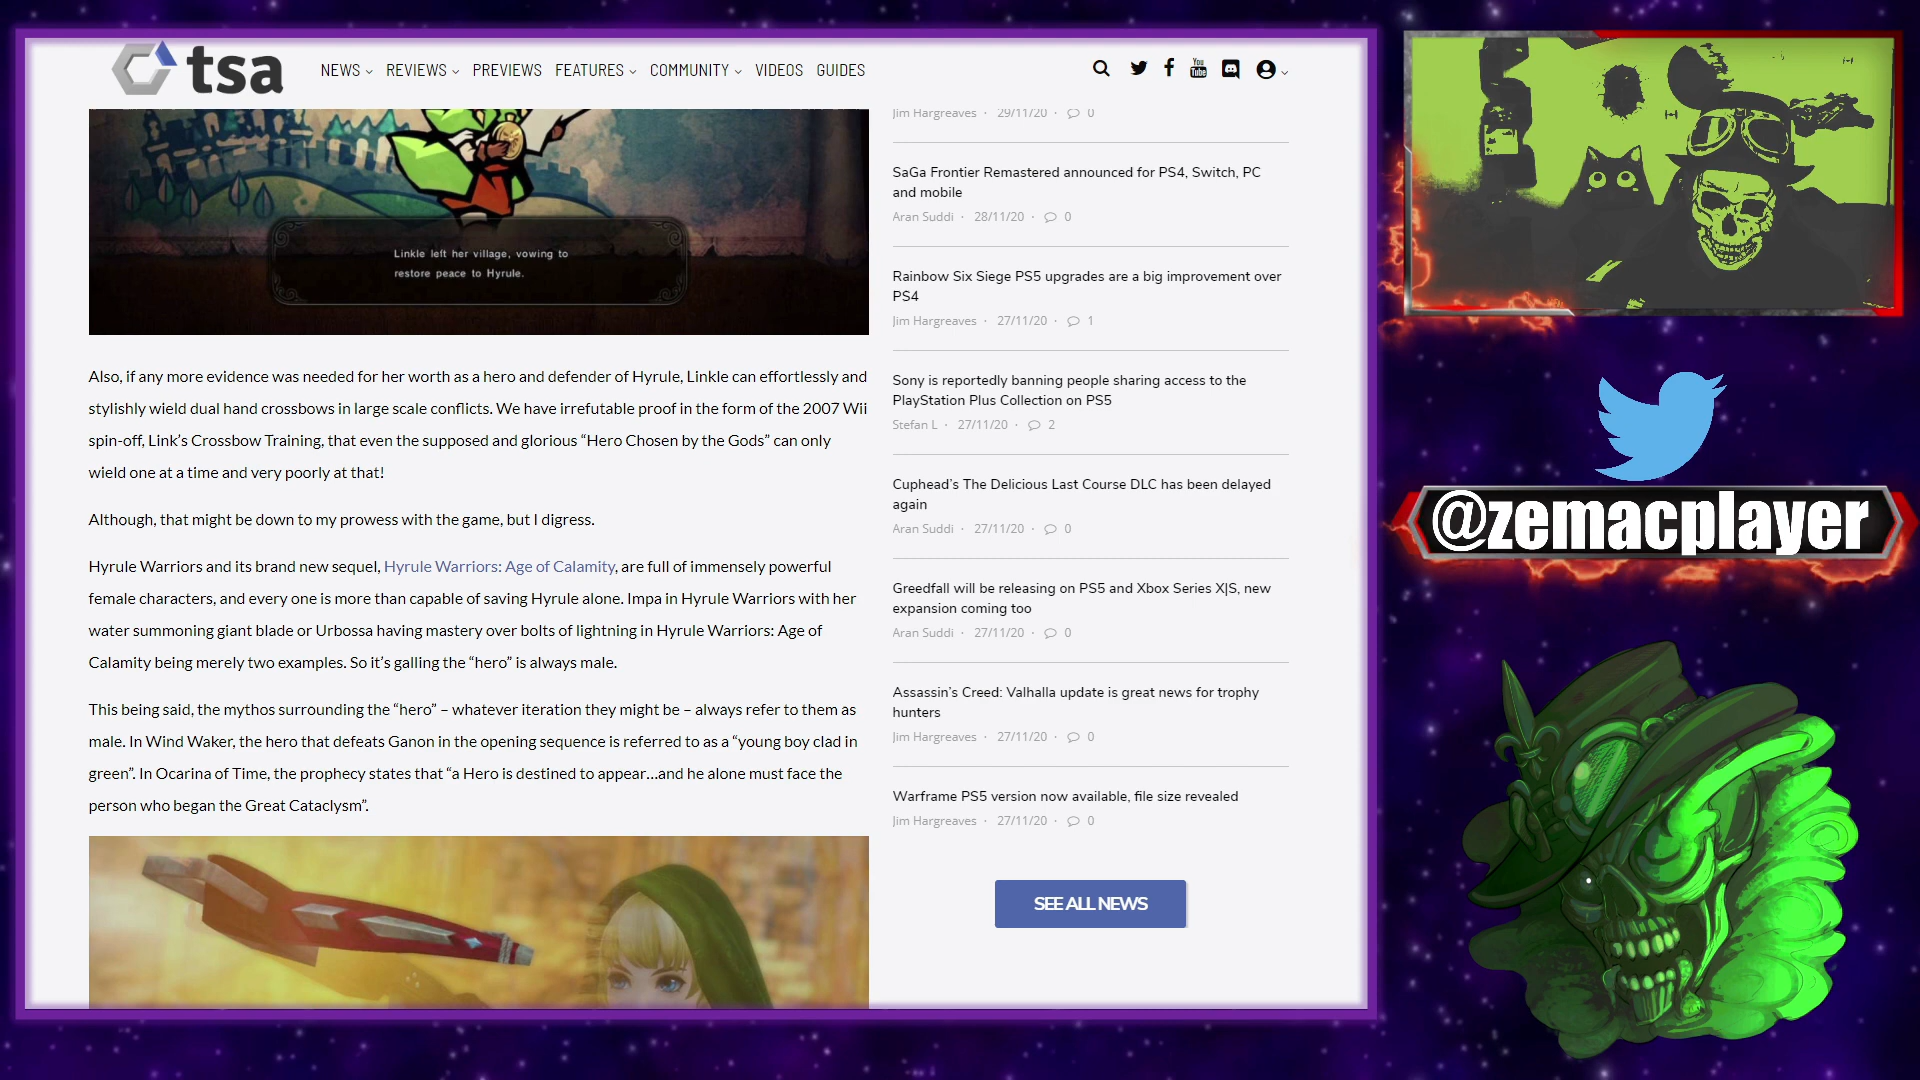 tsa
NEWS
REVIEWS
PREVIEWS
FEATURES
COMMUNITY
VIDEOS
GUIDES
You
Tube
Linkle left her village, vowing to
restore peace to Hyrule.
Also, if any more evidence was needed for her worth as a hero and defender of Hyrule, Linkle can effortlessly and
stylishly wield dual hand crossbows in large scale conflicts. We have irrefutable proof in the form of the 2007 Wii
spin-off, Link’s Crossbow Training, that even the supposed and glorious “Hero Chosen by the Gods” can only
wield one at a time and very poorly at that!
Although, that might be down to my prowess with the game, but I digress.
Hyrule Warriors and its brand new sequel, Hyrule Warriors: Age of Calamity, are full of immensely powerful
female characters, and every one is more than capable of saving Hyrule alone. Impa in Hyrule Warriors with her
water summoning giant blade or Urbossa having mastery over bolts of lightning in Hyrule Warriors: Age of
Calamity being merely two examples. So it’s galling the “hero” is always male.
This being said, the mythos surrounding the “hero” – whatever iteration they might be – always refer to them as
male. In Wind Waker, the hero that defeats Ganon in the opening sequence is referred to as a “young boy clad in
green”. In Ocarina of Time, the prophecy states that “a Hero is destined to appear…and he alone must face the
person who began the Great Cataclysm”.
Jim Hargreaves · 29/11/20 · 0
SaGa Frontier Remastered announced for PS4, Switch, PC
and mobile
Aran Suddi · 28/11/20 · 0
Rainbow Six Siege PS5 upgrades are a big improvement over
PS4
Jim Hargreaves · 27/11/20 · 1
Sony is reportedly banning people sharing access to the
PlayStation Plus Collection on PS5
Stefan L · 27/11/20 · 2
Cuphead’s The Delicious Last Course DLC has been delayed
again
Aran Suddi · 27/11/20 · 0
Greedfall will be releasing on PS5 and Xbox Series X|S, new
expansion coming too
Aran Suddi · 27/11/20 · 0
Assassin’s Creed: Valhalla update is great news for trophy
hunters
Jim Hargreaves · 27/11/20 · 0
Warframe PS5 version now available, file size revealed
Jim Hargreaves · 27/11/20 · 0
SEE ALL NEWS
@zemacplayer